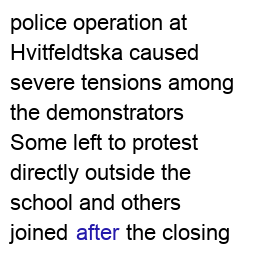 police operation at
Hvitfeldtska caused
severe tensions among
the demonstrators
Some left to protest
directly outside the
school and others
joined after the closing